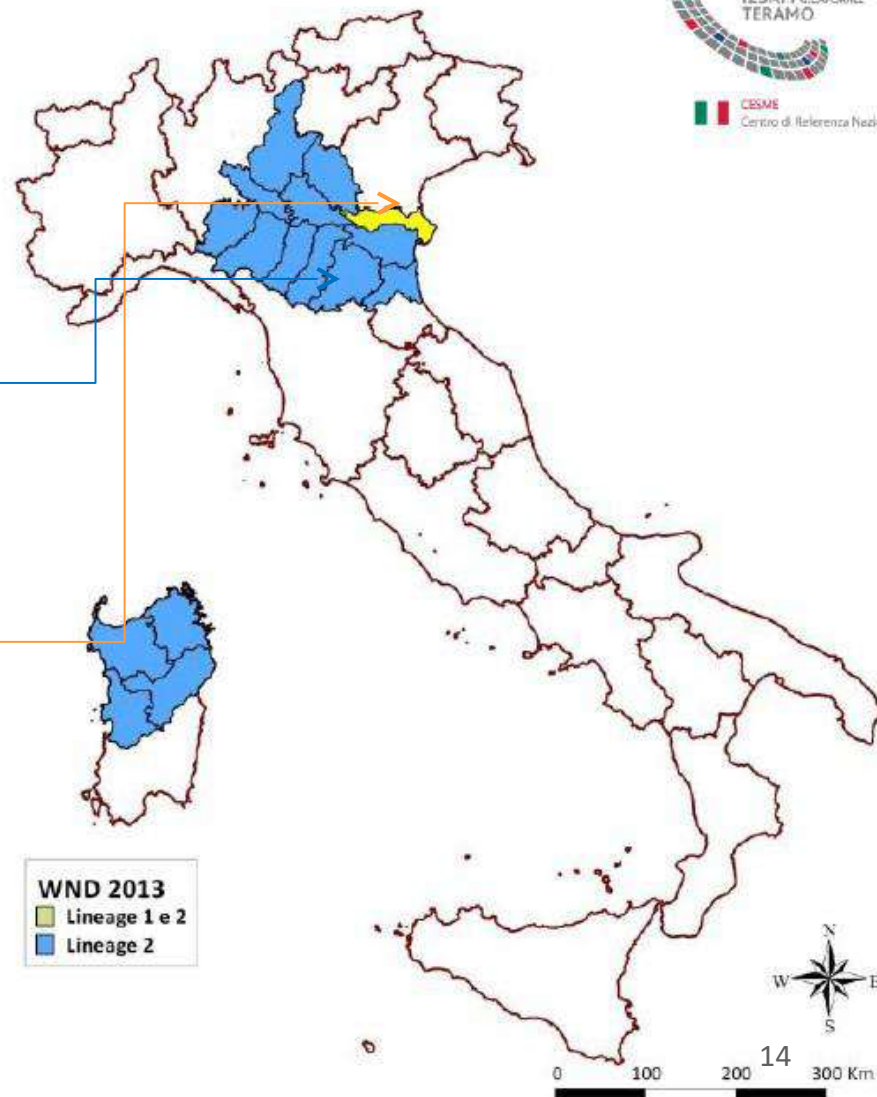 TERAMO
CESME
Centro di Referenza Nazi
WND 2013
Lineage 1 e 2
Lineage 2
N
W
E
S
14
0 100 200 300 Km